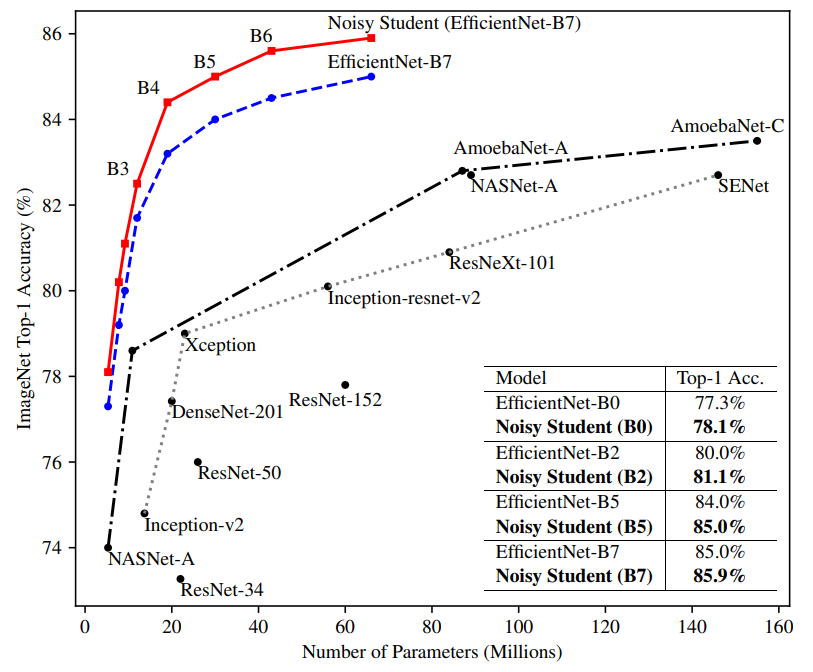 86
84
82
80
78
76
74
ImageNet Top-1 Accuracy (%)
Noisy Student (EfficientNet-B7)
B6
B5
EfficientNet-B7
B4
B3
AmoebaNet-C
AmoebaNet-A
NASNet-A
SENet
ResNeXt-101
Inception-resnet-v2
Xception
ResNet-152
DenseNet-201
ResNet-50
Inception-v2
NASNet-A
ResNet-34
Model Top-1 Acc.
EfficientNet-B0 77.3%
Noisy Student (B0) 78.1%
EfficientNet-B2 80.0%
Noisy Student (B2) 81.1%
EfficientNet-B5 84.0%
Noisy Student (B5) 85.0%
EfficientNet-B7 85.0%
Noisy Student (B7) 85.9%
0 20 40 60 80 100 120 140 160
Number of Parameters (Millions)